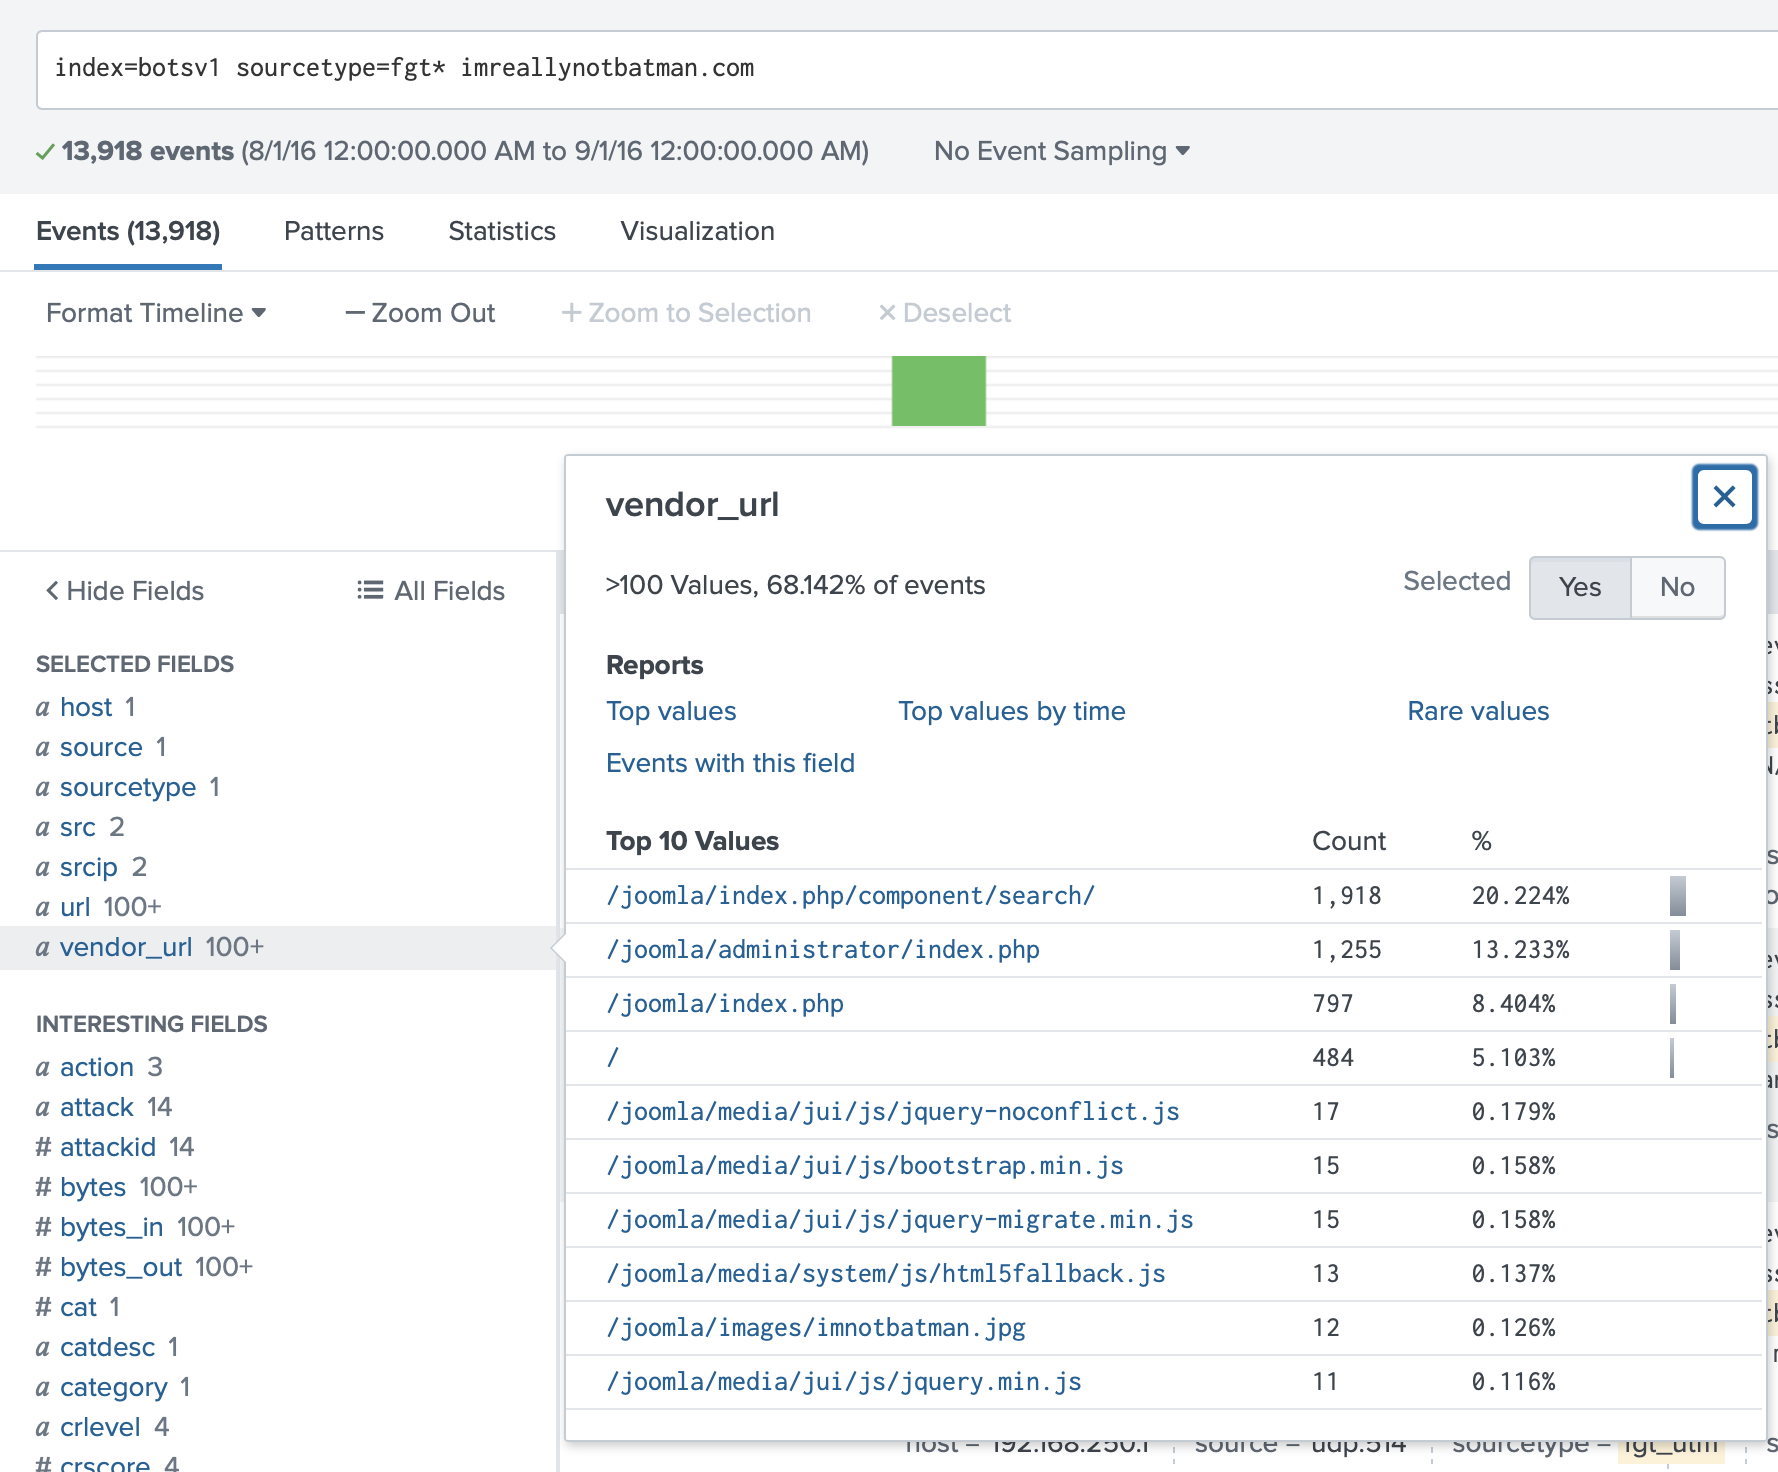 index=botsv1 sourcetype=fgt* imreallynotbatman.com
13,918 events (8/1/16 12:00:00.000 AM to 9/1/16 12:00:00.000 AM) No Event Sampling
Events (13,918) Patterns Statistics Visualization
Format Timeline — Zoom Out + Zoom to Selection × Deselect
< Hide Fields All Fields
SELECTED FIELDS
a host 1
a source 1
a sourcetype 1
a src 2
a srcip 2
a url 100+
a vendor_url 100+
INTERESTING FIELDS
a action 3
a attack 14
# attackid 14
# bytes 100+
# bytes_in 100+
# bytes_out 100+
# cat 1
a catdesc 1
a category 1
a crlevel 4
# crscore 4
vendor_url
>100 Values, 68.142% of events
Selected Yes No
Reports
Top values Top values by time Rare values
Events with this field
Top 10 Values Count %
/joomla/index.php/component/search/ 1,918 20.224%
/joomla/administrator/index.php 1,255 13.233%
/joomla/index.php 797 8.404%
/ 484 5.103%
/joomla/media/jui/js/jquery-noconflict.js 17 0.179%
/joomla/media/jui/js/bootstrap.min.js 15 0.158%
/joomla/media/jui/js/jquery-migrate.min.js 15 0.158%
/joomla/media/system/js/html5fallback.js 13 0.137%
/joomla/images/imnotbatman.jpg 12 0.126%
/joomla/media/jui/js/jquery.min.js 11 0.116%
host = 192.168.250.1 source = udp:514 sourcetype = fgt_utm